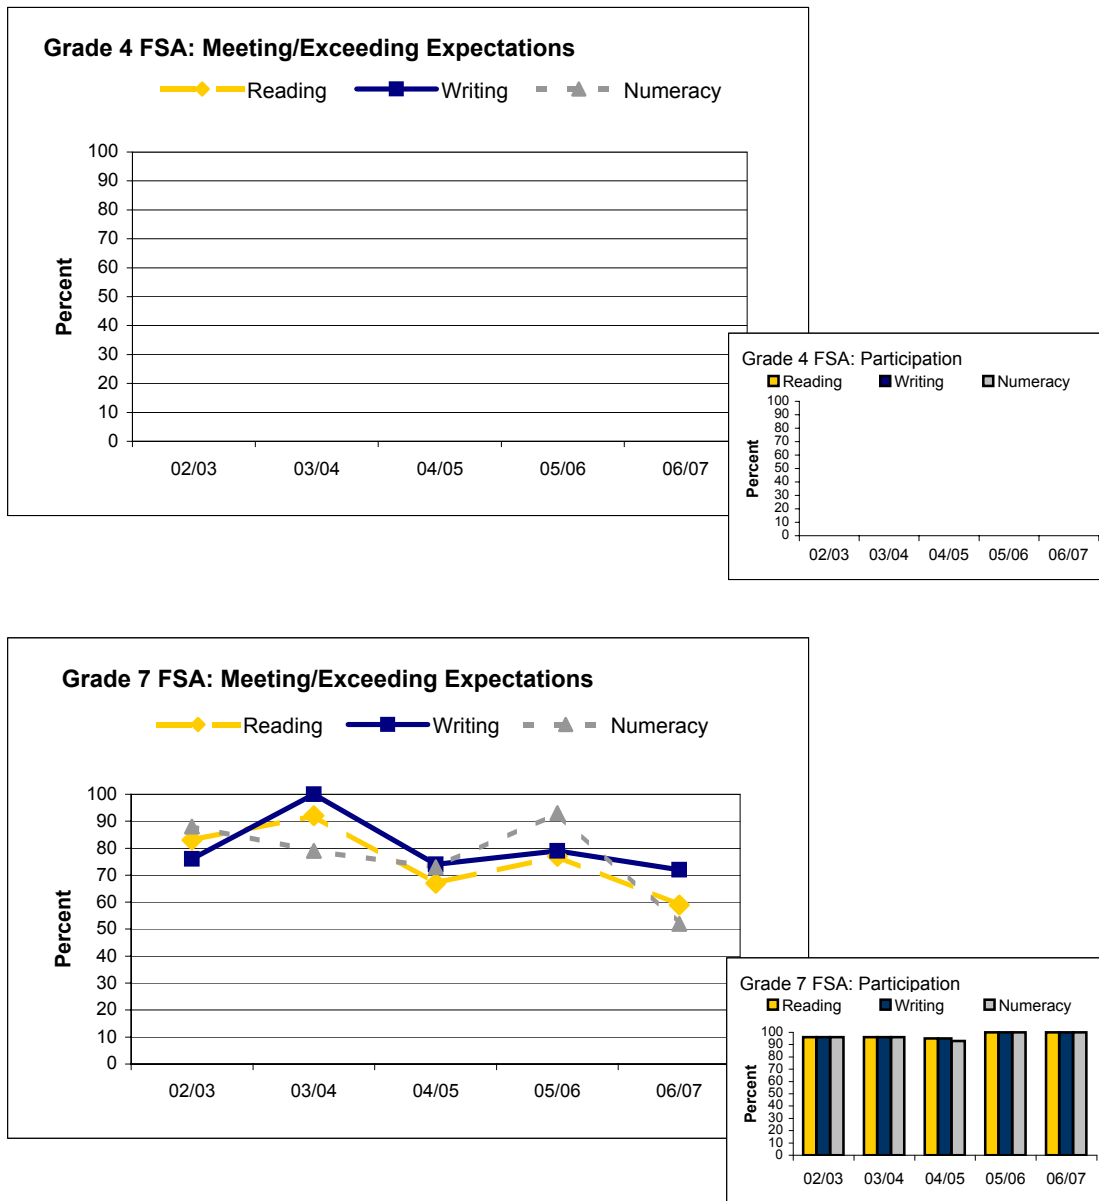 Grade 4 FSA: Meeting/Exceeding Expectations
Reading Writing Numeracy
100
90
80
70
60
50
40
30
20
10
0
Percent
02/03 03/04 04/05 05/06 06/07
Grade 4 FSA: Participation
Reading Writing Numeracy
100
90
80
70
60
50
40
30
20
10
0
Percent
02/03 03/04 04/05 05/06 06/07
Grade 7 FSA: Meeting/Exceeding Expectations
Reading Writing Numeracy
100
90
80
70
60
50
40
30
20
10
0
Percent
02/03 03/04 04/05 05/06 06/07
Grade 7 FSA: Participation
Reading Writing Numeracy
100
90
80
70
60
50
40
30
20
10
0
Percent
02/03 03/04 04/05 05/06 06/07